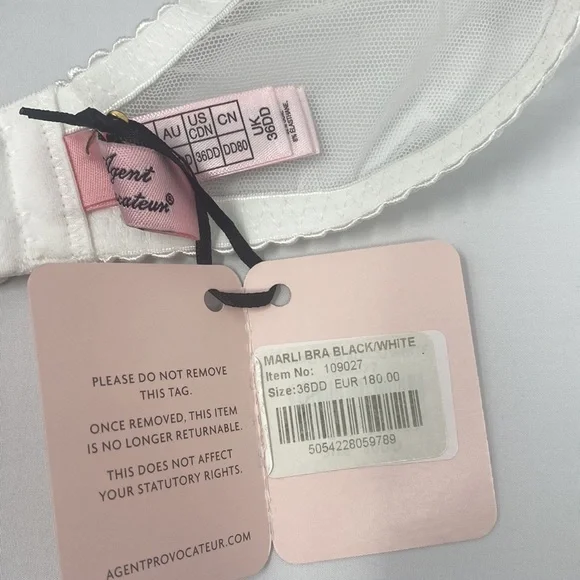 AU
US
CDN
CN
UK
36DD
36DD
DD80
8% ELASTHANE
Agent
PLEASE DO NOT REMOVE
THIS TAG.
ONCE REMOVED, THIS ITEM
IS NO LONGER RETURNABLE.
THIS DOES NOT AFFECT
YOUR STATUTORY RIGHTS.
AGENTPROVOCATEUR.COM
MARLI BRA BLACK/WHITE
Item No: 109027
Size:36DD EUR 180.00
5054228059789